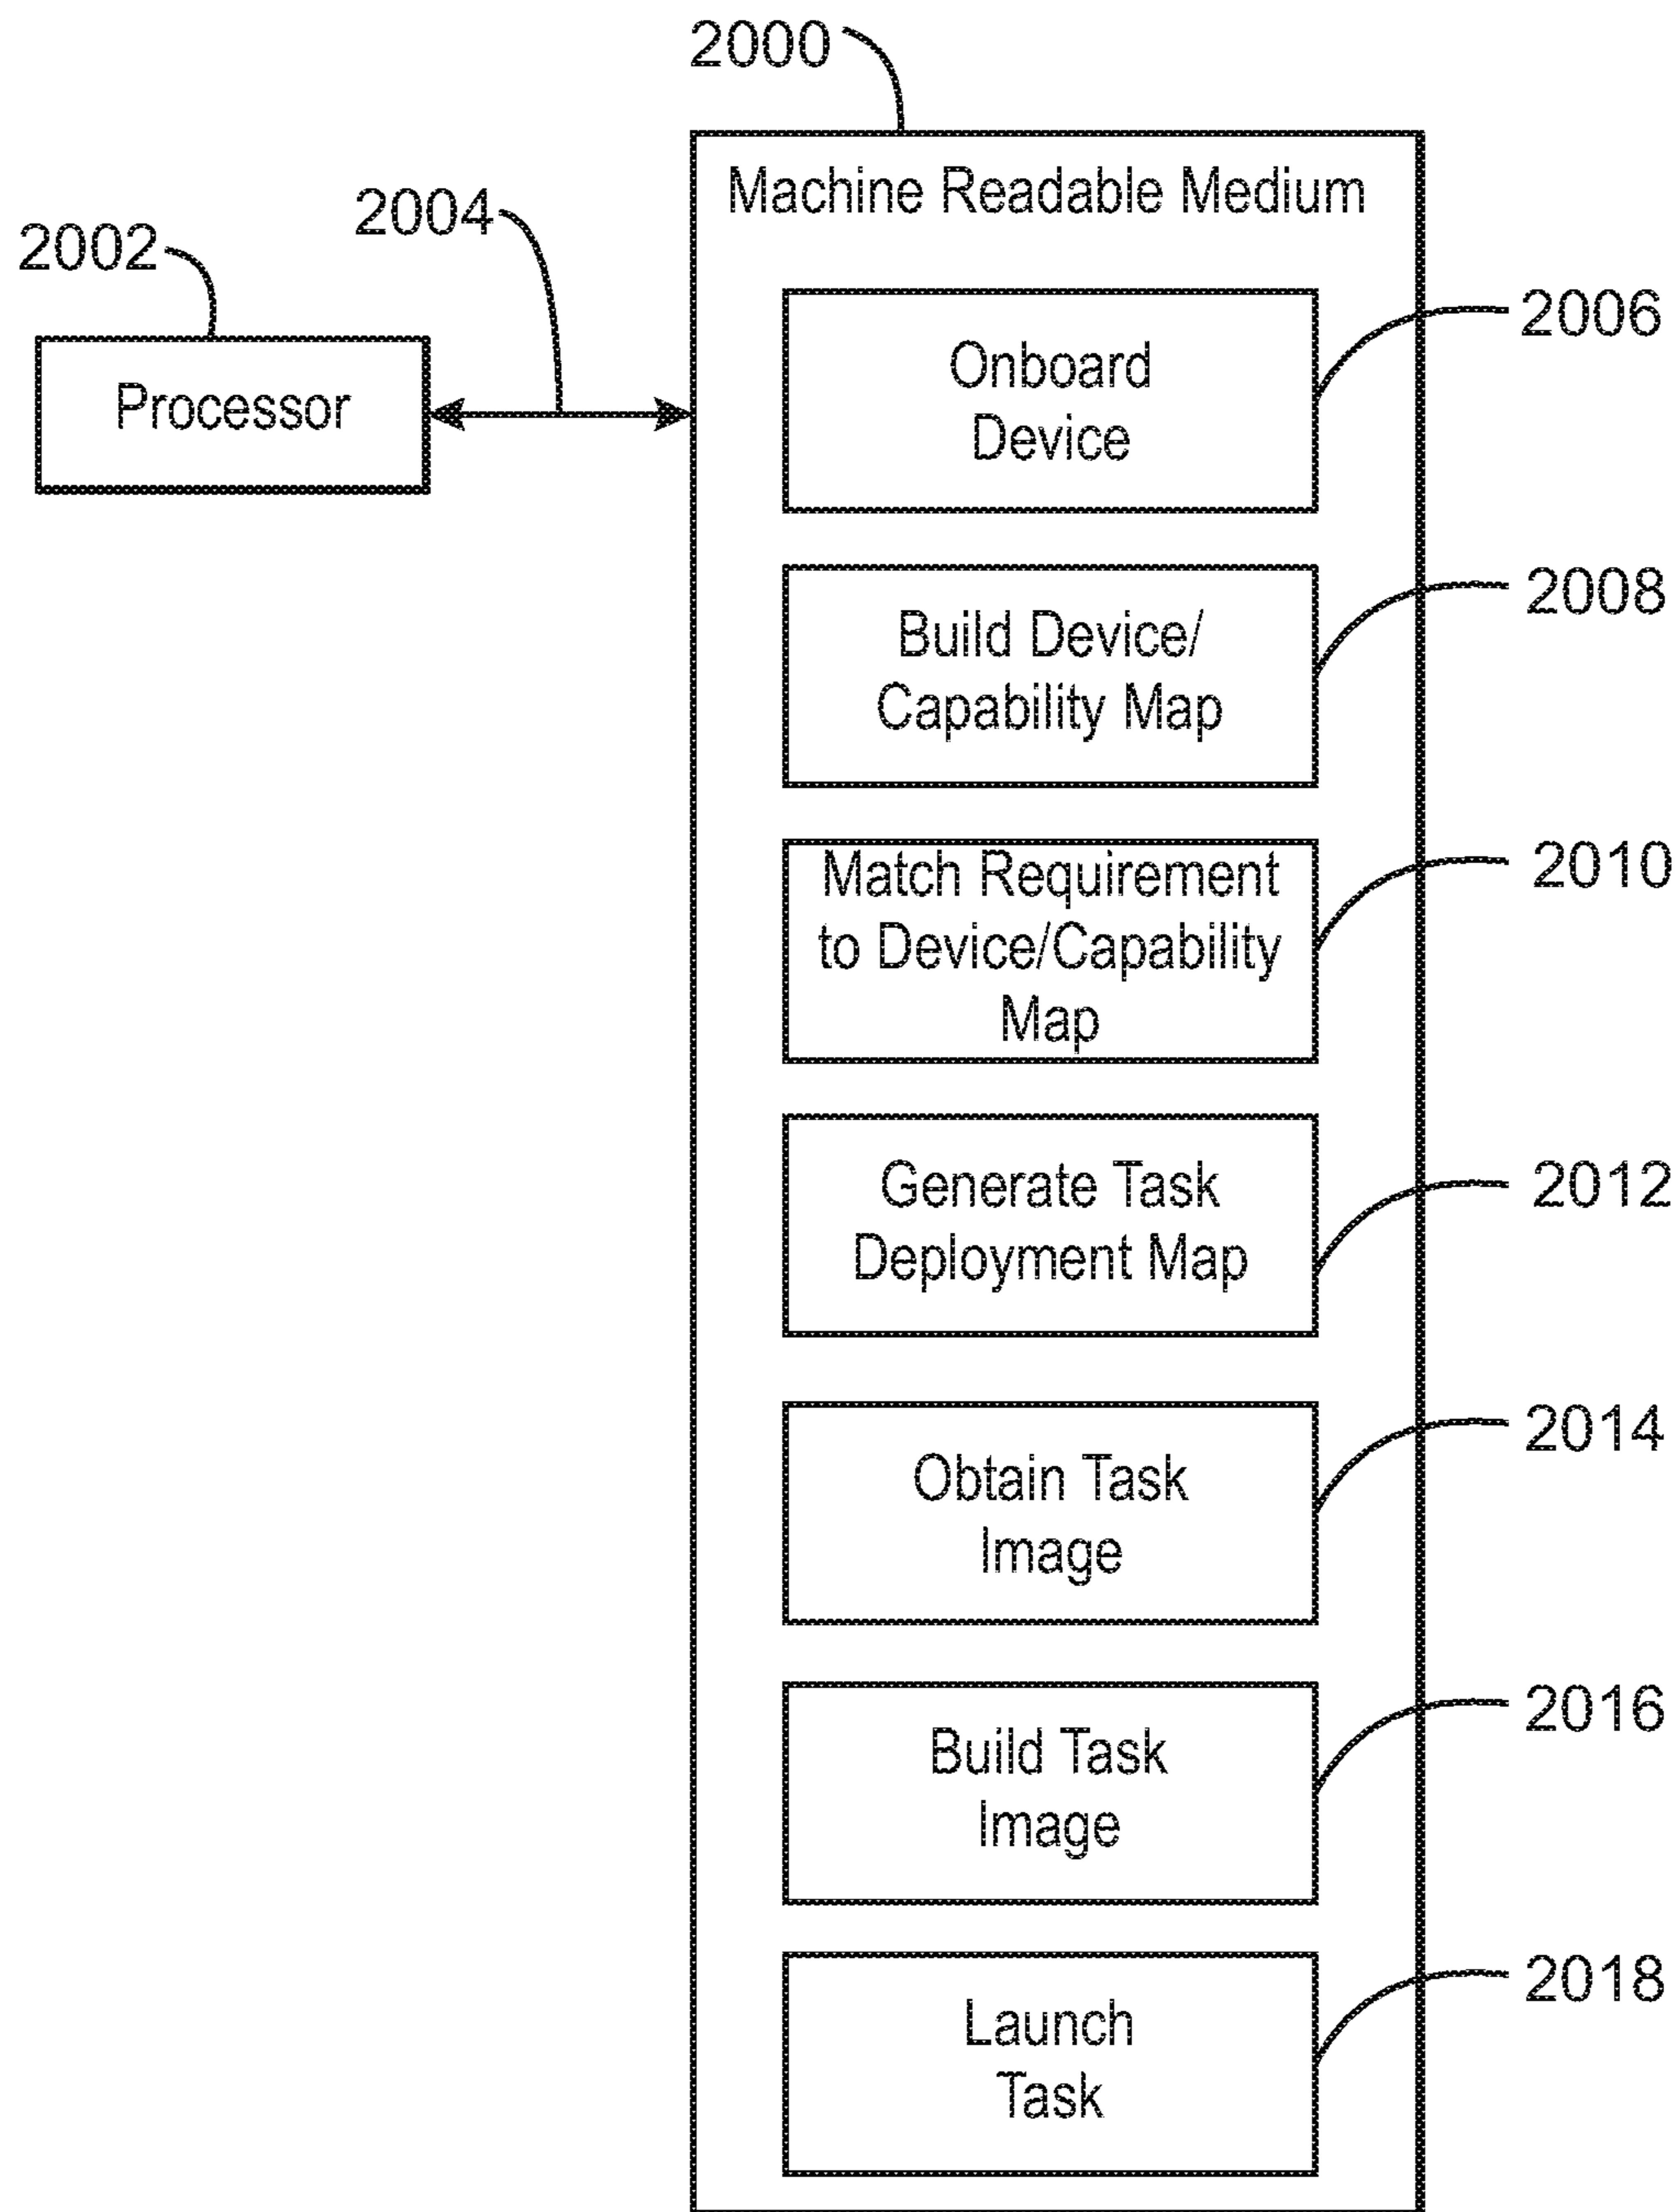 2000
Machine Readable Medium
2004
2002
Processor
Onboard
Device
2006
Build Device/
Capability Map
2008
Match Requirement
to Device/Capability
Map
2010
Generate Task
Deployment Map
2012
Obtain Task
Image
2014
Build Task
Image
2016
Launch
Task
2018